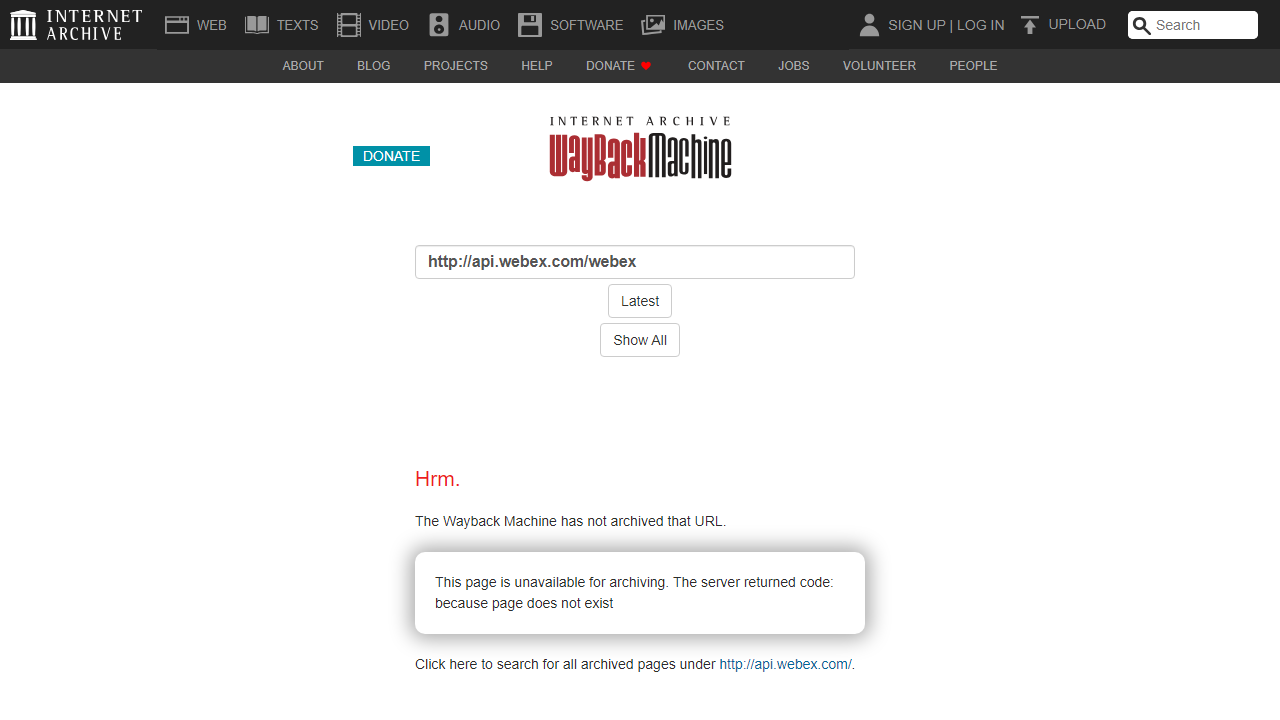 INTERNET ARCHIVE
WEB TEXTS VIDEO AUDIO SOFTWARE IMAGES SIGN UP | LOG IN UPLOAD Search
ABOUT BLOG PROJECTS HELP DONATE CONTACT JOBS VOLUNTEER PEOPLE
INTERNET ARCHIVE
WayBackMachine
DONATE
http://api.webex.com/webex
Latest
Show All
Hrm.
The Wayback Machine has not archived that URL.
This page is unavailable for archiving. The server returned code:
because page does not exist
Click here to search for all archived pages under http://api.webex.com/.